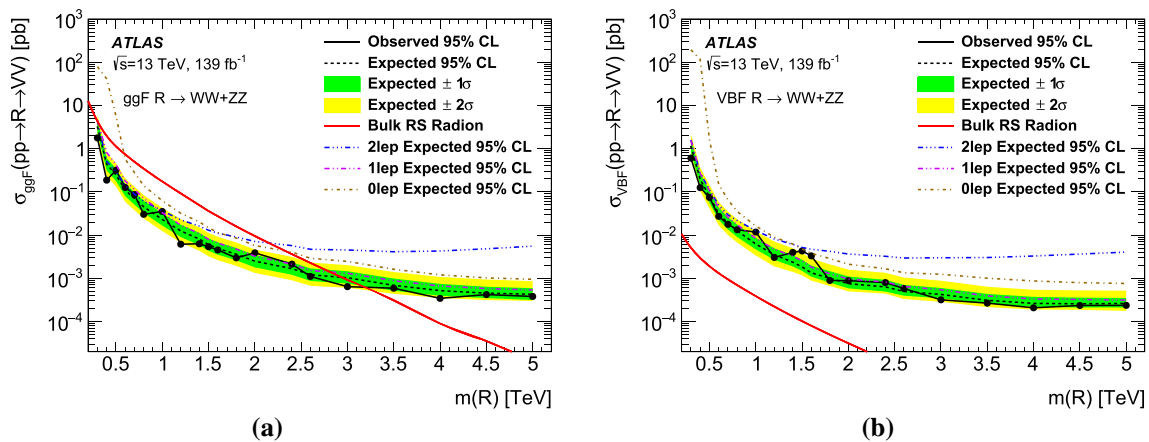 σ_ggF(pp→R→VV) [pb]
10³
10²
10
1
10⁻¹
10⁻²
10⁻³
10⁻⁴
ATLAS
√s=13 TeV, 139 fb⁻¹
ggF R → WW+ZZ
Observed 95% CL
Expected 95% CL
Expected ± 1σ
Expected ± 2σ
Bulk RS Radion
2lep Expected 95% CL
1lep Expected 95% CL
0lep Expected 95% CL
0.5 1 1.5 2 2.5 3 3.5 4 4.5 5
m(R) [TeV]
(a)
σ_VBF(pp→R→VV) [pb]
10³
10²
10
1
10⁻¹
10⁻²
10⁻³
10⁻⁴
ATLAS
√s=13 TeV, 139 fb⁻¹
VBF R → WW+ZZ
Observed 95% CL
Expected 95% CL
Expected ± 1σ
Expected ± 2σ
Bulk RS Radion
2lep Expected 95% CL
1lep Expected 95% CL
0lep Expected 95% CL
0.5 1 1.5 2 2.5 3 3.5 4 4.5 5
m(R) [TeV]
(b)